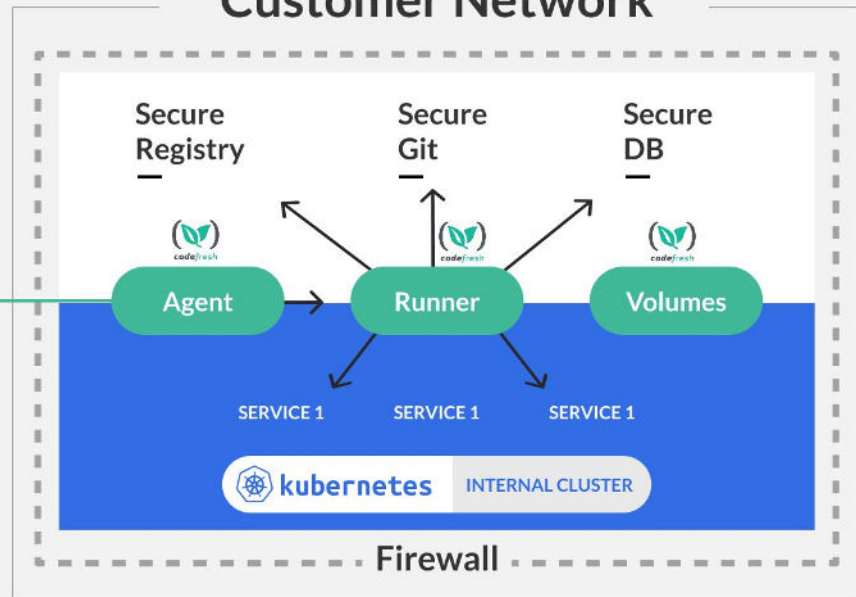 Customer Network
Secure
Registry
Secure
Git
Secure
DB
codefresh
codefresh
codefresh
Agent
Runner
Volumes
SERVICE 1
SERVICE 1
SERVICE 1
kubernetes
INTERNAL CLUSTER
Firewall